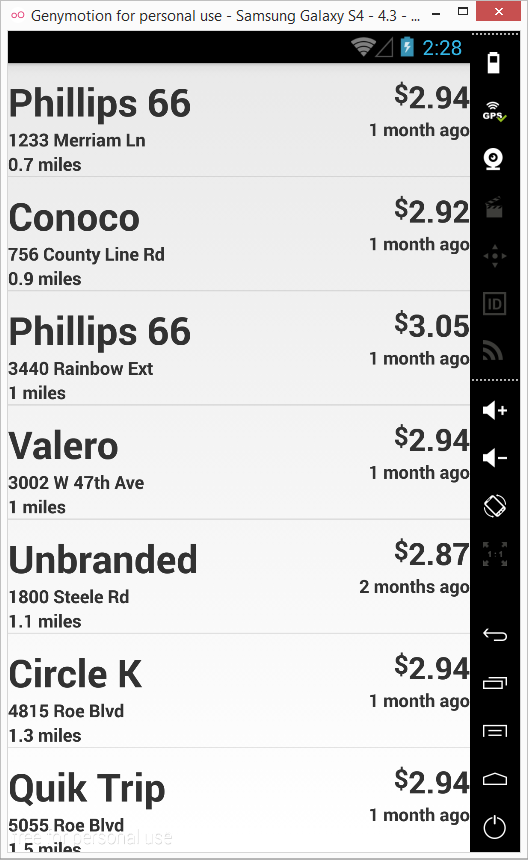 Genymotion for personal use - Samsung Galaxy S4 - 4.3 - ...
2:28
GPS
Phillips 66
$2.94
1233 Merriam Ln
1 month ago
0.7 miles
Conoco
$2.92
756 County Line Rd
1 month ago
0.9 miles
ID
Phillips 66
$3.05
3440 Rainbow Ext
1 month ago
1 miles
Valero
$2.94
3002 W 47th Ave
1 month ago
1 miles
Unbranded
$2.87
1:1
1800 Steele Rd
2 months ago
1.1 miles
Circle K
$2.94
4815 Roe Blvd
1 month ago
1.3 miles
Quik Trip
$2.94
5055 Roe Blvd
1 month ago
free for personal use
1.5 miles